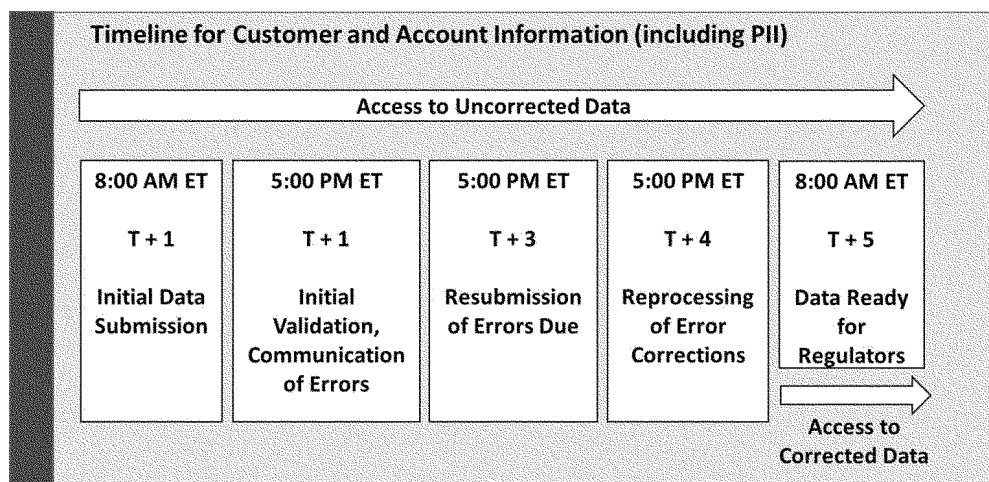 Timeline for Customer and Account Information (including PII)
Access to Uncorrected Data
8:00 AM ET
T + 1
Initial Data
Submission
5:00 PM ET
T + 1
Initial
Validation,
Communication
of Errors
5:00 PM ET
T + 3
Resubmission
of Errors Due
5:00 PM ET
T + 4
Reprocessing
of Error
Corrections
8:00 AM ET
T + 5
Data Ready
for
Regulators
Access to
Corrected Data